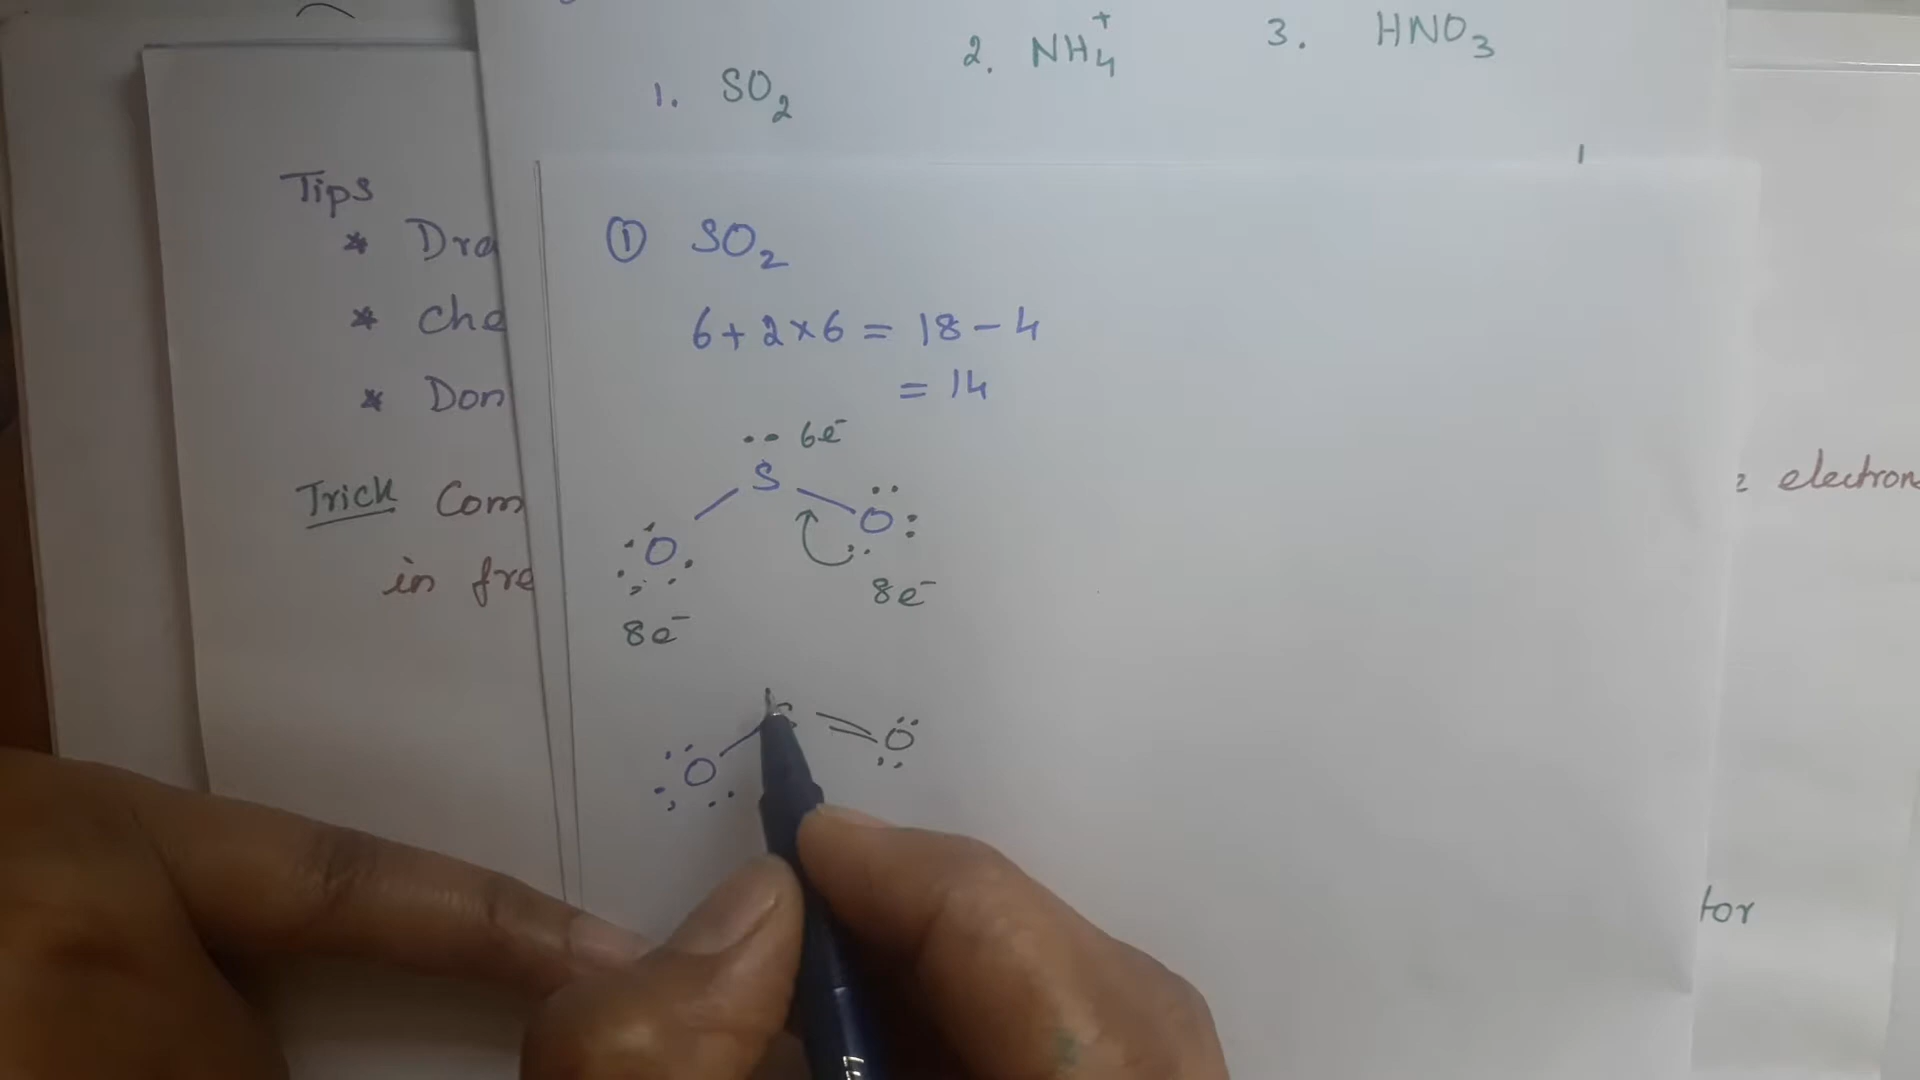 1. SO2
2. NH4+
3. HNO3
Tips
* Dra
* Che
* Don
Trick Com
in fre
① SO2
6+2×6 = 18-4
= 14
•• 6e-
S
O O
8e-
8e-
O S O
electron
tor